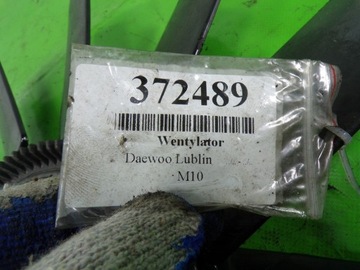 372489
Wentylator
Daewoo Lublin
M10